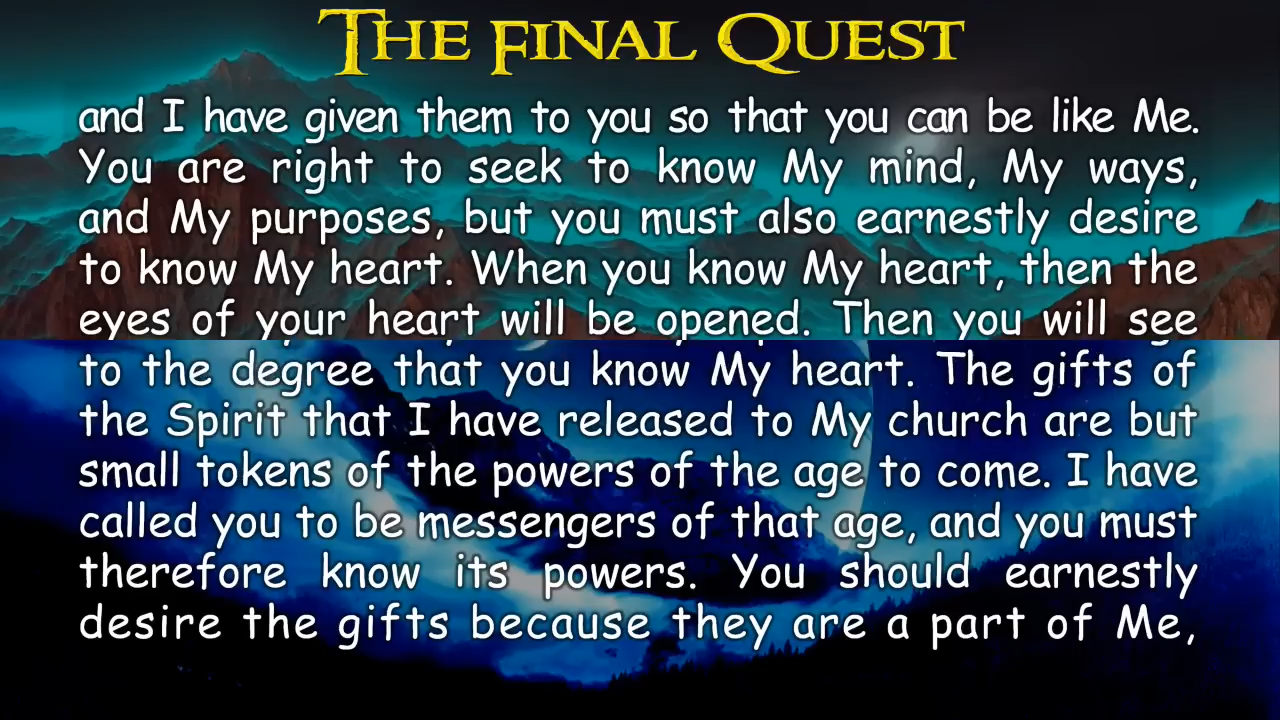 THE FINAL QUEST
and I have given them to you so that you can be like Me.
You are right to seek to know My mind, My ways,
and My purposes, but you must also earnestly desire
to know My heart. When you know My heart, then the
eyes of your heart will be opened. Then you will see
to the degree that you know My heart. The gifts of
the Spirit that I have released to My church are but
small tokens of the powers of the age to come. I have
called you to be messengers of that age, and you must
therefore know its powers. You should earnestly
desire the gifts because they are a part of Me,